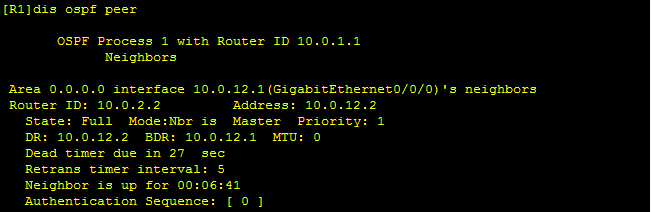 [R1]dis ospf peer
OSPF Process 1 with Router ID 10.0.1.1
Neighbors
Area 0.0.0.0 interface 10.0.12.1(GigabitEthernet0/0/0)'s neighbors
Router ID: 10.0.2.2 Address: 10.0.12.2
State: Full Mode:Nbr is Master Priority: 1
DR: 10.0.12.2 BDR: 10.0.12.1 MTU: 0
Dead timer due in 27 sec
Retrans timer interval: 5
Neighbor is up for 00:06:41
Authentication Sequence: [ 0 ]